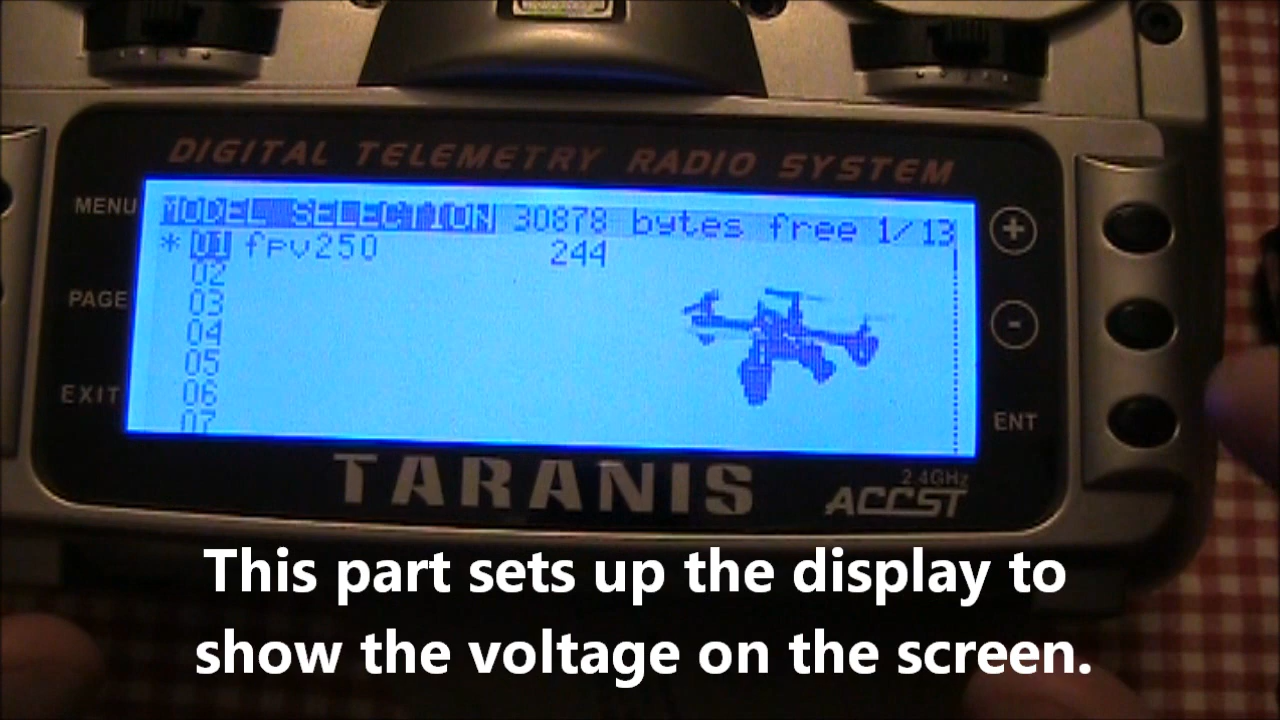 DIGITAL TELEMETRY RADIO SYSTEM
MENU
MODEL SELECTION 30878 bytes free 1/13
* 01 fpv250 244
02
03
PAGE
04
05
EXIT
06
07
+
-
ENT
TARANIS
2.4GHz
ACCST
This part sets up the display to
show the voltage on the screen.